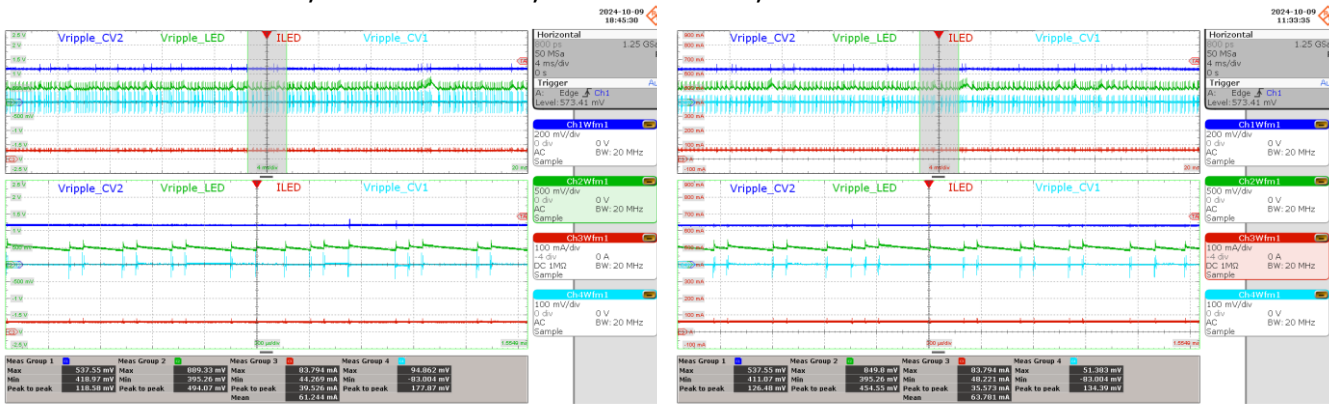 2024-10-09
18:45:30
Vripple_CV2 Vripple_LED ILED Vripple_CV1
Horizontal
800 ps 1.25 GS
50 MSa
4 ms/div
0 s
Trigger
A: Edge Ch1
Level: 573.41 mV
Ch1Wfm1
200 mV/div
0 div 0 V
AC BW: 20 MHz
Sample
Vripple_CV2 Vripple_LED ILED Vripple_CV1
Ch2Wfm1
500 mV/div
0 div 0 V
AC BW: 20 MHz
Sample
Ch3Wfm1
100 mA/div
-4 div 0 A
DC 1MΩ BW: 20 MHz
Sample
Ch4Wfm1
100 mV/div
0 div 0 V
AC BW: 20 MHz
Sample
Meas Group 1 Meas Group 2 Meas Group 3 Meas Group 4
Max 537.55 mV Max 889.33 mV Max 83.794 mA Max 94.862 mV
Min 418.97 mV Min 395.26 mV Min 44.269 mA Min -83.004 mV
Peak to peak 118.58 mV Peak to peak 494.07 mV Peak to peak 39.526 mA Peak to peak 177.87 mV
Mean 61.244 mA
2024-10-09
11:33:35
Vripple_CV2 Vripple_LED ILED Vripple_CV1
Horizontal
800 ps 1.25 GS
50 MSa
4 ms/div
0 s
Trigger
A: Edge Ch1
Level: 573.41 mV
Ch1Wfm1
200 mV/div
0 div 0 V
AC BW: 20 MHz
Sample
Vripple_CV2 Vripple_LED ILED Vripple_CV1
Ch2Wfm1
500 mV/div
0 div 0 V
AC BW: 20 MHz
Sample
Ch3Wfm1
100 mA/div
-4 div 0 A
DC 1MΩ BW: 20 MHz
Sample
Ch4Wfm1
100 mV/div
0 div 0 V
AC BW: 20 MHz
Sample
Meas Group 1 Meas Group 2 Meas Group 3 Meas Group 4
Max 537.55 mV Max 849.8 mV Max 83.794 mA Max 51.383 mV
Min 411.07 mV Min 395.26 mV Min 48.221 mA Min -83.004 mV
Peak to peak 126.48 mV Peak to peak 454.55 mV Peak to peak 35.573 mA Peak to peak 134.39 mV
Mean 63.781 mA